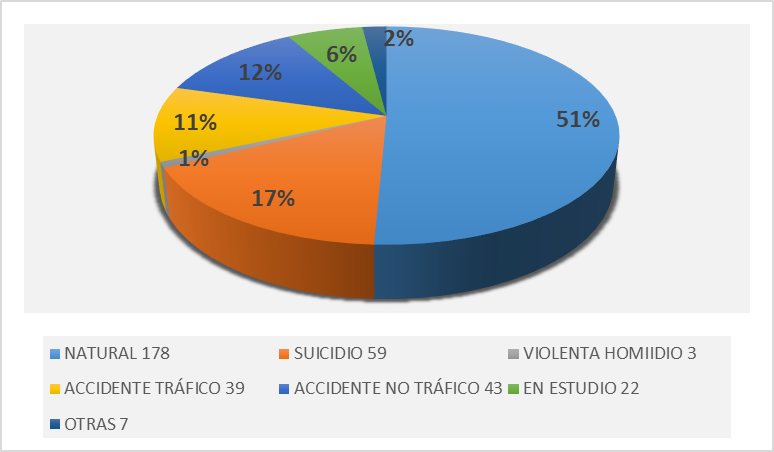 2%
6%
12%
51%
11%
1%
17%
NATURAL 178
SUICIDIO 59
VIOLENTA HOMIIDIO 3
ACCIDENTE TRÁFICO 39
ACCIDENTE NO TRÁFICO 43
EN ESTUDIO 22
OTRAS 7